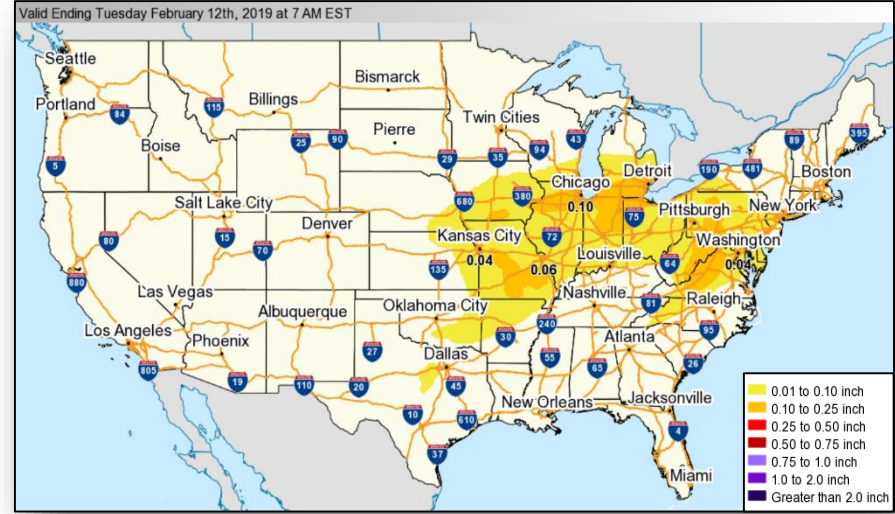 Valid Ending Tuesday February 12th, 2019 at 7 AM EST
Seattle
Portland
84
115
Billings
Bismarck
Pierre
Twin Cities
43
89
395
Boise
5
25
90
29
35
94
190
481
Boston
Salt Lake City
680
380
Chicago
0.10
Detroit
75
Pittsburgh
New York
80
15
70
Denver
Kansas City
0.04
72
0.06
Louisville
64
Washington
0.04
880
Las Vegas
135
Los Angeles
Albuquerque
Oklahoma City
Nashville
81
Raleigh
Phoenix
805
19
110
27
20
Dallas
30
240
45
55
65
Atlanta
95
26
10
610
37
New Orleans
Jacksonville
4
Miami
0.01 to 0.10 inch
0.10 to 0.25 inch
0.25 to 0.50 inch
0.50 to 0.75 inch
0.75 to 1.0 inch
1.0 to 2.0 inch
Greater than 2.0 inch